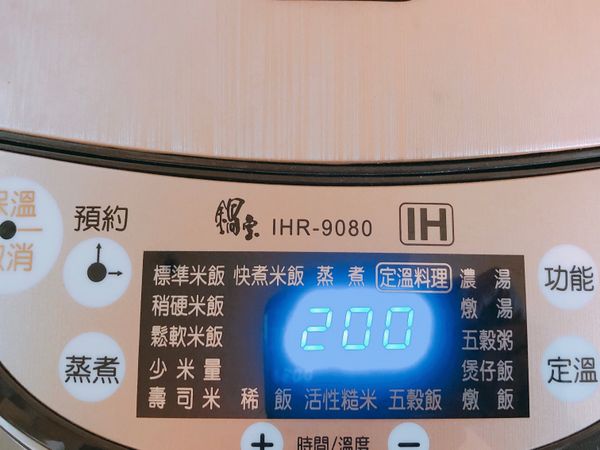 鍋寶 IHR-9080 IH
保溫
取消
預約
蒸煮
標準米飯 快煮米飯 蒸煮 定溫料理 濃湯
稍硬米飯 燉湯
鬆軟米飯 200 五穀粥
少米量 煲仔飯
壽司米 稀飯 活性糙米 五穀飯 燉飯
功能
定溫
+ 時間/溫度 -